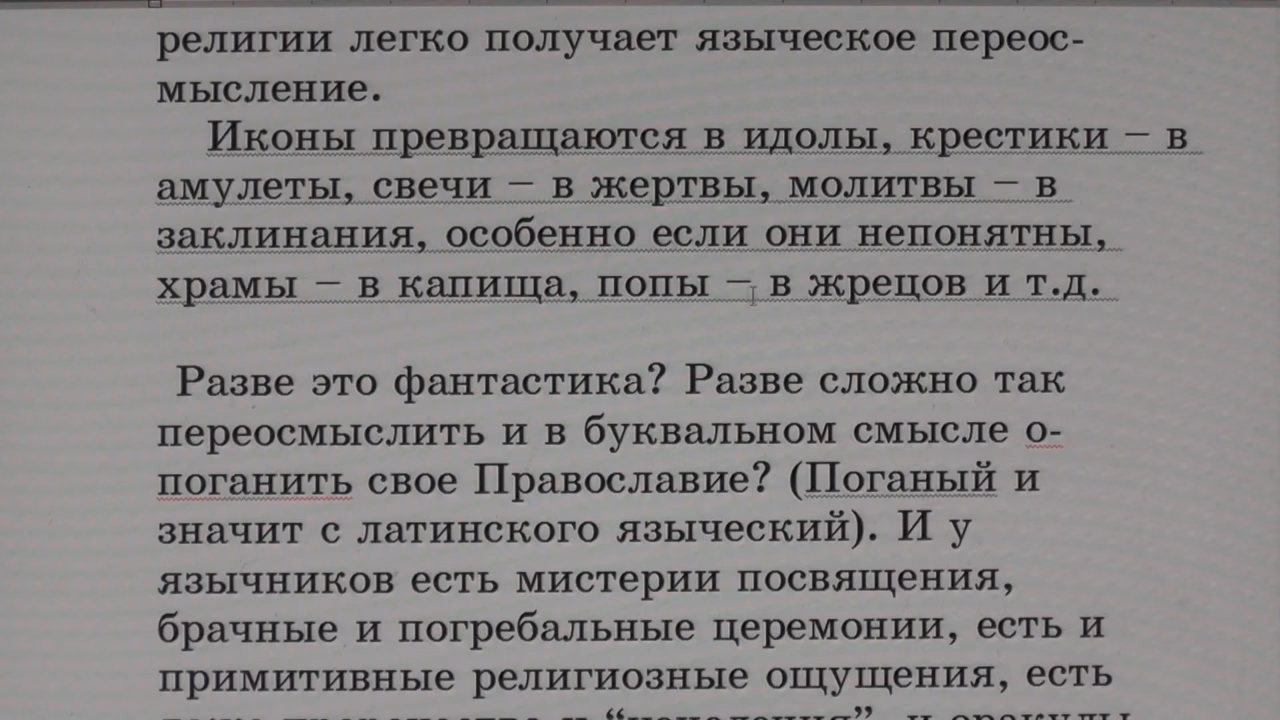 религии легко получает языческое переос-
мысление.
Иконы превращаются в идолы, крестики – в
амулеты, свечи – в жертвы, молитвы – в
заклинания, особенно если они непонятны,
храмы – в капища, попы – в жрецов и т.д.
Разве это фантастика? Разве сложно так
переосмыслить и в буквальном смысле о-
поганить свое Православие? (Поганый и
значит с латинского языческий). И у
язычников есть мистерии посвящения,
брачные и погребальные церемонии, есть и
примитивные религиозные ощущения, есть